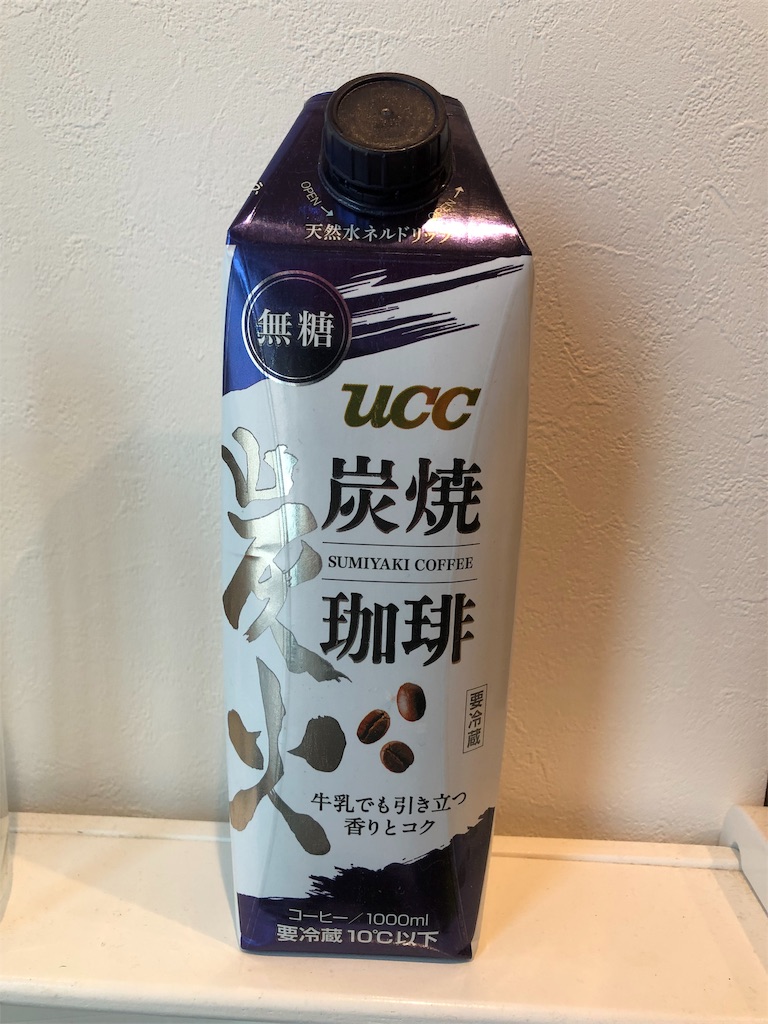 OPEN→
OPEN→
天然水ネルドリップ
無糖
UCC
炭焼
SUMIYAKI COFFEE
珈琲
炭火
要冷蔵
牛乳でも引き立つ
香りとコク
コーヒー/1000ml
要冷蔵10℃以下